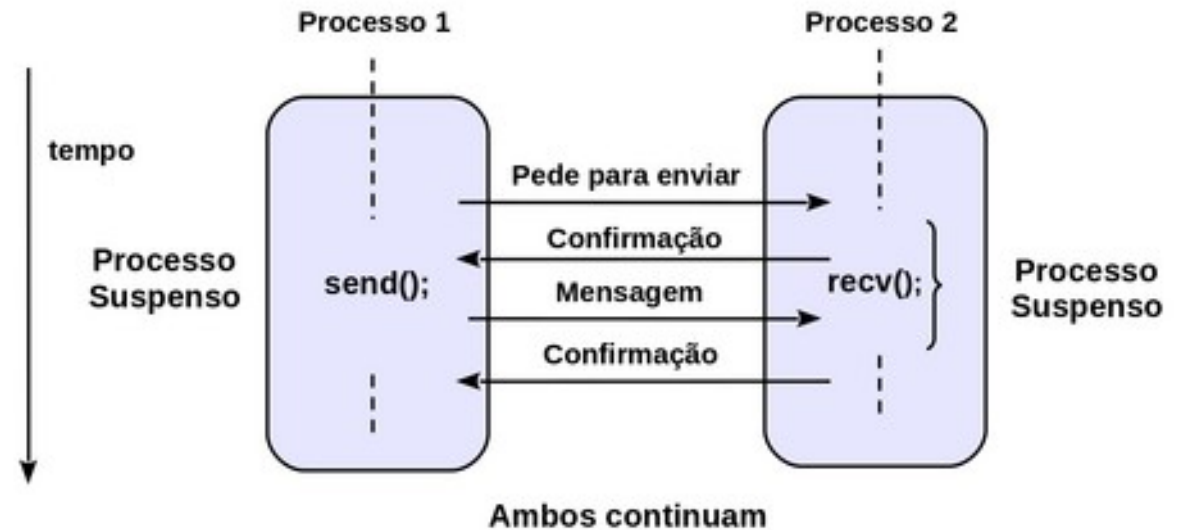 Processo 1
Processo 2
tempo
Pede para enviar
Confirmação
Processo
Suspenso
send();
Mensagem
recv();
Processo
Suspenso
Confirmação
Ambos continuam